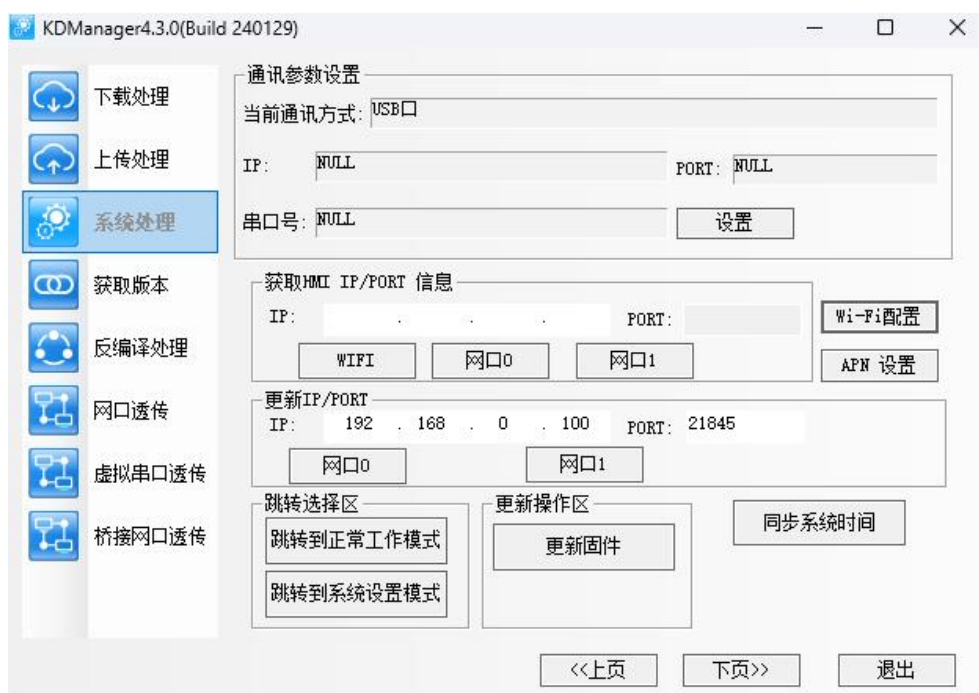 KDManager4.3.0(Build 240129)
下载处理
上传处理
系统处理
获取版本
反编译处理
网口透传
虚拟串口透传
桥接网口透传
通讯参数设置
当前通讯方式: USB口
IP: NULL PORT: NULL
串口号: NULL 设置
获取HMI IP/PORT 信息
IP: . . . PORT:
WIFI 网口0 网口1
Wi-Fi配置
APN 设置
更新IP/PORT
IP: 192 . 168 . 0 . 100 PORT: 21845
网口0 网口1
跳转选择区
跳转到正常工作模式
跳转到系统设置模式
更新操作区
更新固件
同步系统时间
<<上页 下页>> 退出